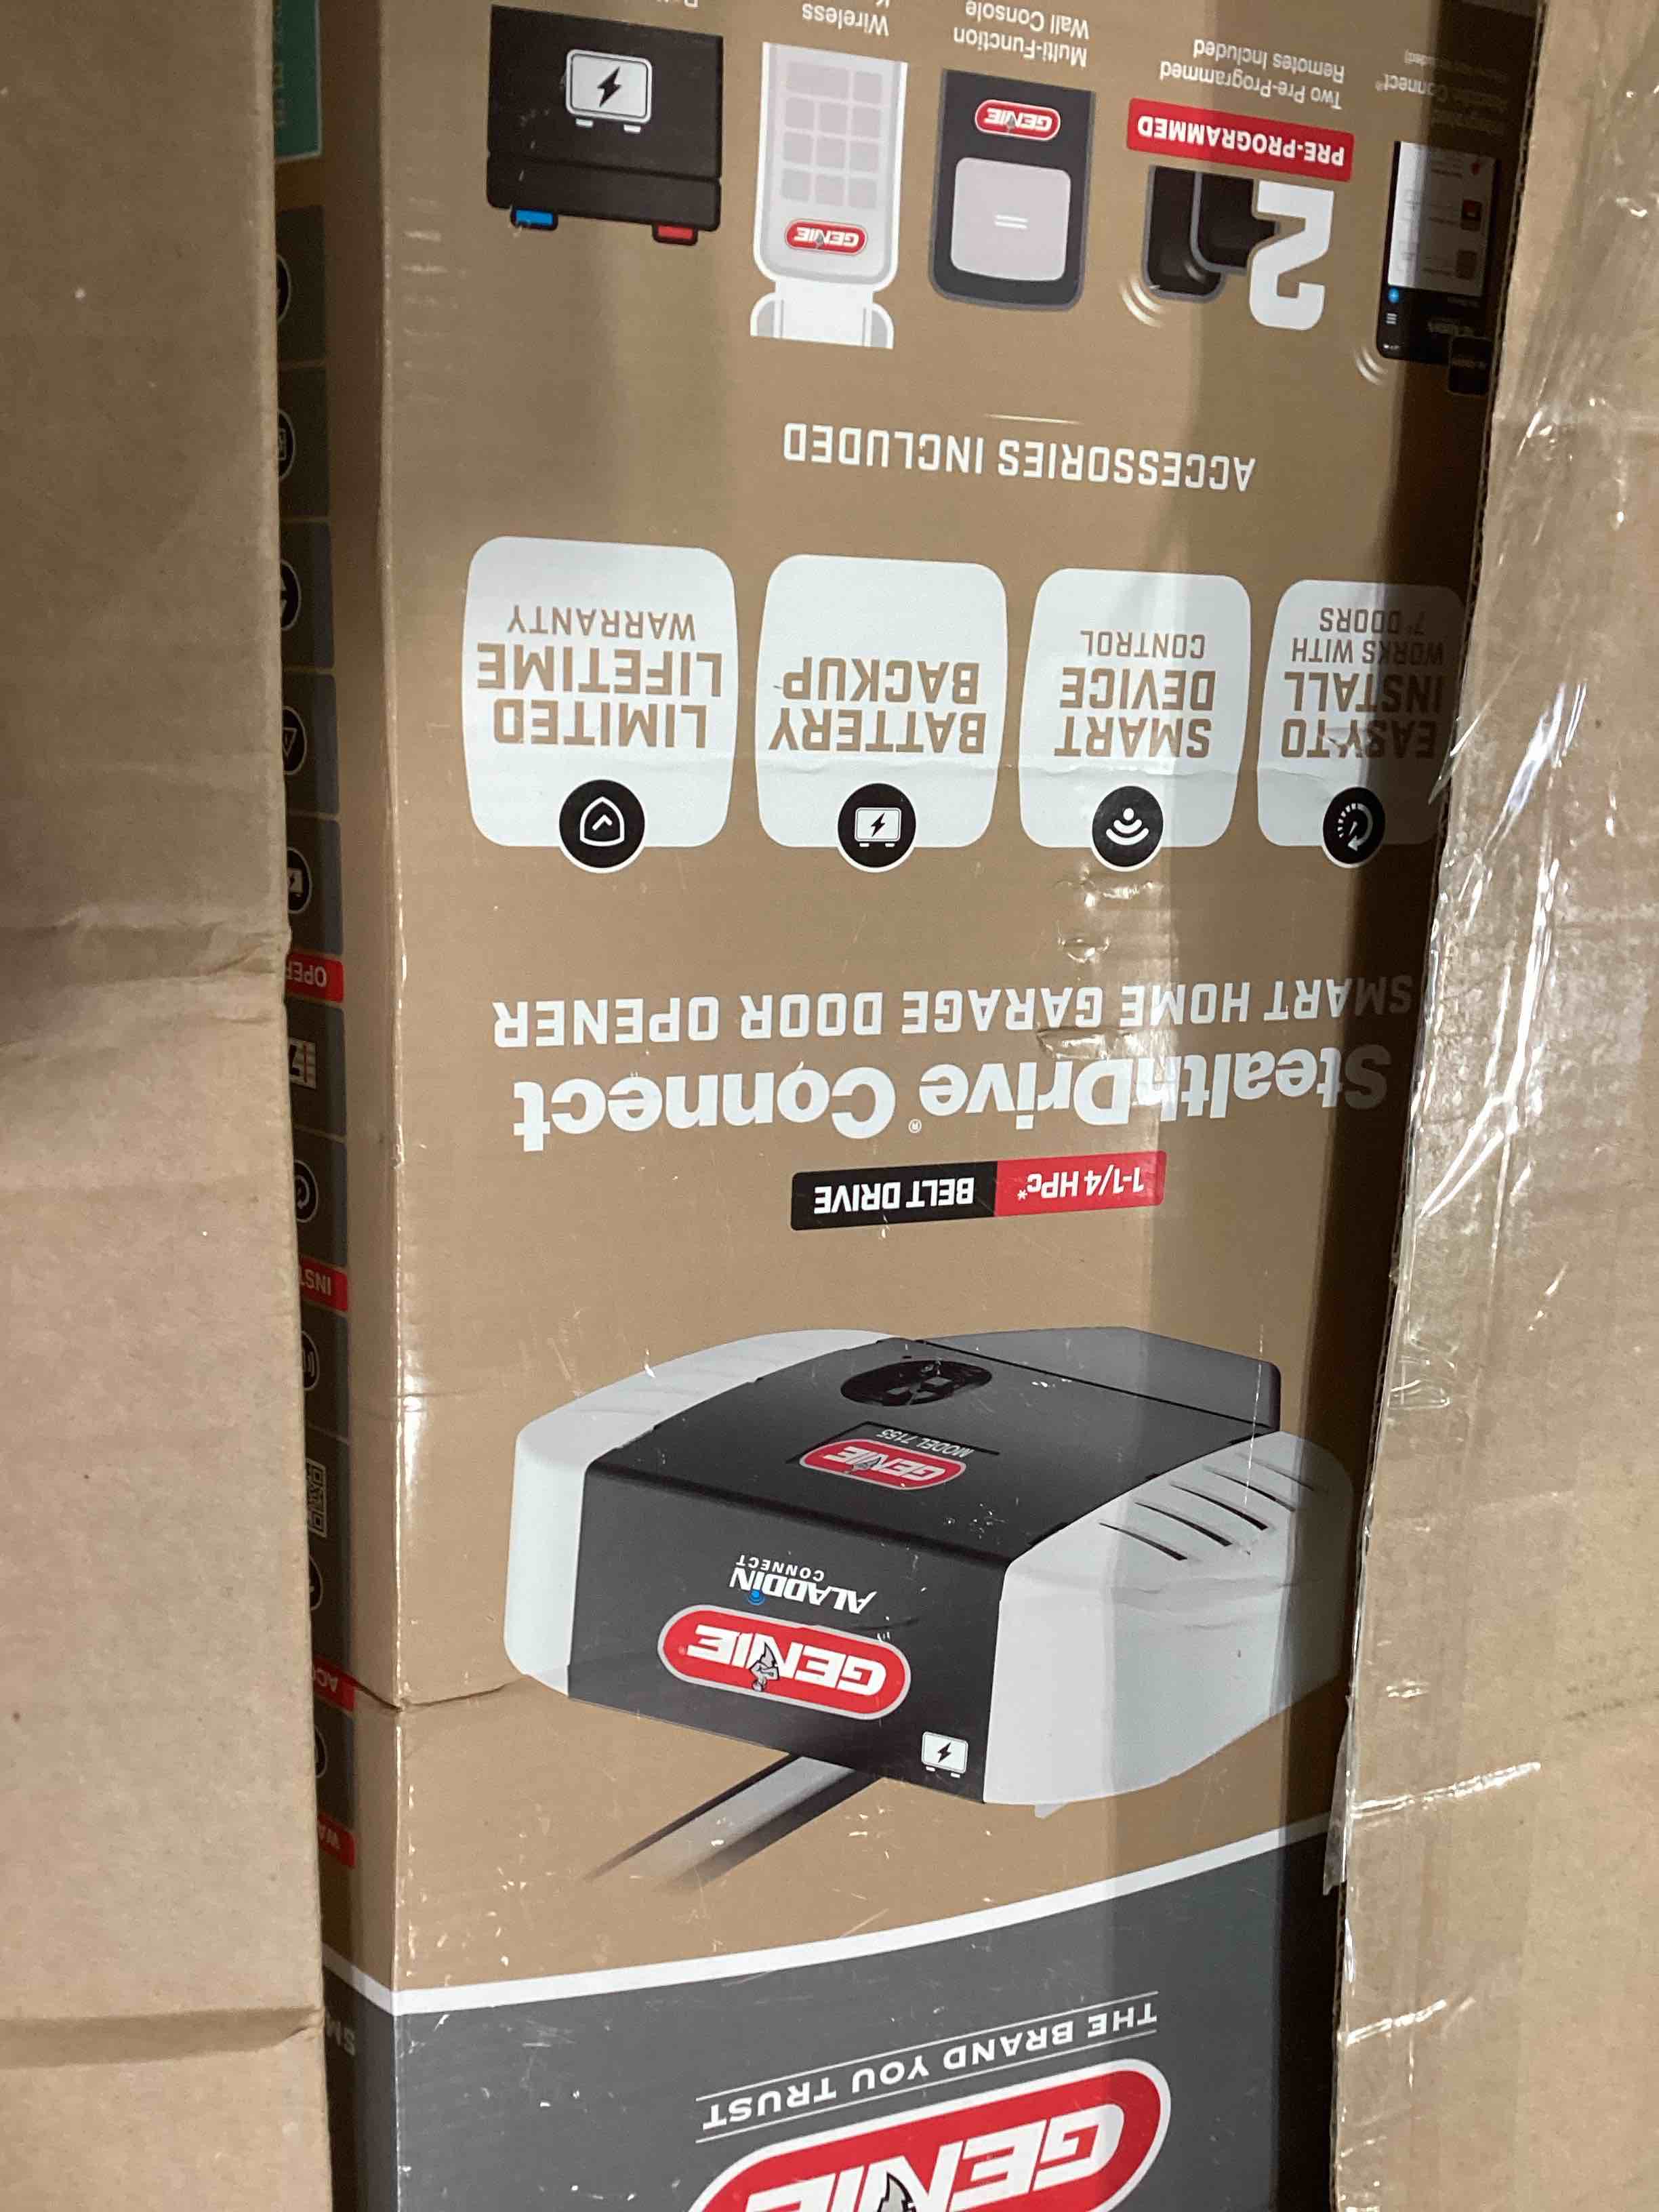 GENIE
THE BRAND YOU TRUST
GENIE
ALADDIN
CONNECT
GENIE
MODEL 7155
1-1/4 HPc* BELT DRIVE
StealthDrive® Connect
SMART HOME GARAGE DOOR OPENER
EASY TO
INSTALL
WORKS WITH
7' DOORS
SMART
DEVICE
CONTROL
BATTERY
BACKUP
LIMITED
LIFETIME
WARRANTY
ACCESSORIES INCLUDED
2
PRE-PROGRAMMED
Two Pre-Programmed
Remotes Included
GENIE
Multi-Function
Wall Console
GENIE
Wireless
Connect®